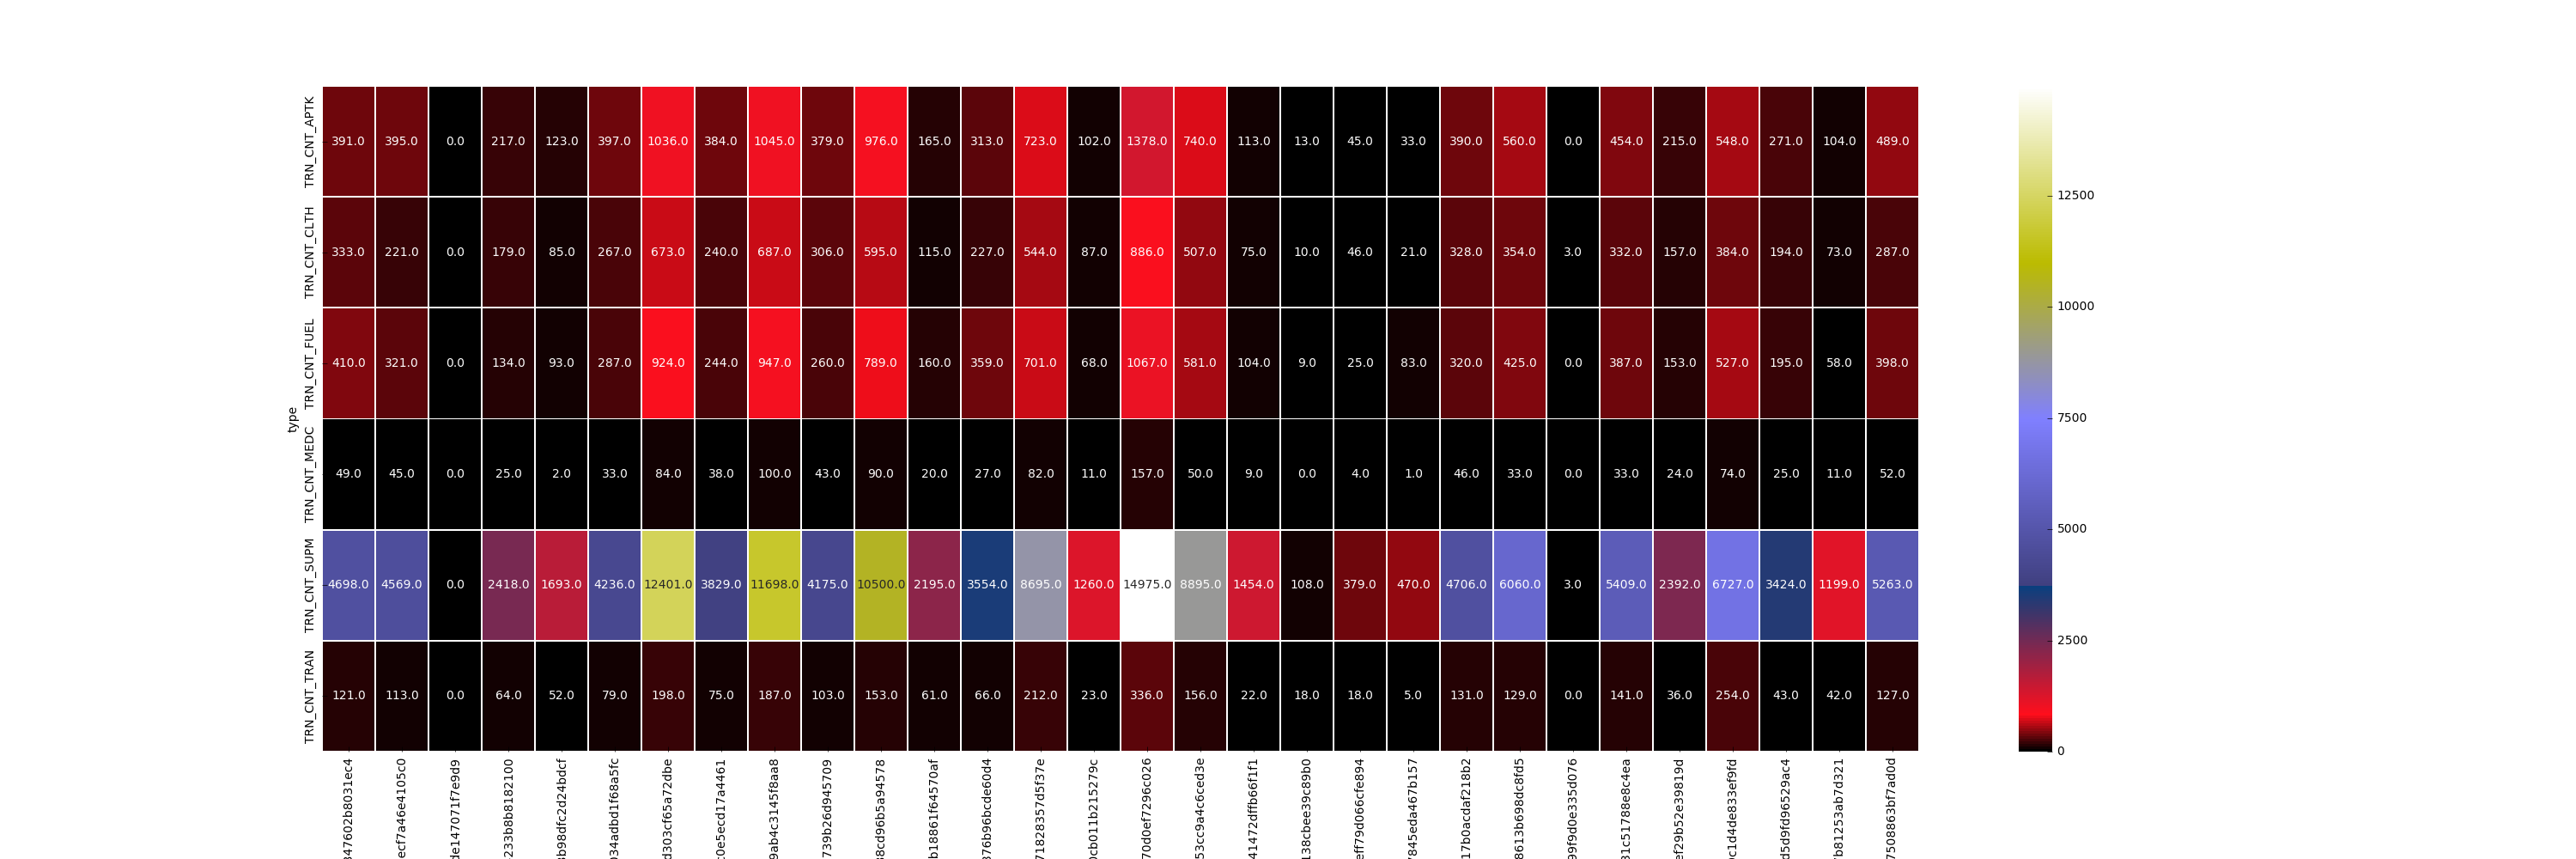 TRN_CNT_APTK
391.0 395.0 0.0 217.0 123.0 397.0 1036.0 384.0 1045.0 379.0 976.0 165.0 313.0 723.0 102.0 1378.0 740.0 113.0 13.0 45.0 33.0 390.0 560.0 0.0 454.0 215.0 548.0 271.0 104.0 489.0
TRN_CNT_CLTH
333.0 221.0 0.0 179.0 85.0 267.0 673.0 240.0 687.0 306.0 595.0 115.0 227.0 544.0 87.0 886.0 507.0 75.0 10.0 46.0 21.0 328.0 354.0 3.0 332.0 157.0 384.0 194.0 73.0 287.0
TRN_CNT_FUEL
410.0 321.0 0.0 134.0 93.0 287.0 924.0 244.0 947.0 260.0 789.0 160.0 359.0 701.0 68.0 1067.0 581.0 104.0 9.0 25.0 83.0 320.0 425.0 0.0 387.0 153.0 527.0 195.0 58.0 398.0
type
TRN_CNT_MEDC
49.0 45.0 0.0 25.0 2.0 33.0 84.0 38.0 100.0 43.0 90.0 20.0 27.0 82.0 11.0 157.0 50.0 9.0 0.0 4.0 1.0 46.0 33.0 0.0 33.0 24.0 74.0 25.0 11.0 52.0
TRN_CNT_SUPM
4698.0 4569.0 0.0 2418.0 1693.0 4236.0 12401.0 3829.0 11698.0 4175.0 10500.0 2195.0 3554.0 8695.0 1260.0 14975.0 8895.0 1454.0 108.0 379.0 470.0 4706.0 6060.0 3.0 5409.0 2392.0 6727.0 3424.0 1199.0 5263.0
TRN_CNT_TRAN
121.0 113.0 0.0 64.0 52.0 79.0 198.0 75.0 187.0 103.0 153.0 61.0 66.0 212.0 23.0 336.0 156.0 22.0 18.0 18.0 5.0 131.0 129.0 0.0 141.0 36.0 254.0 43.0 42.0 127.0
12500
10000
7500
5000
2500
0